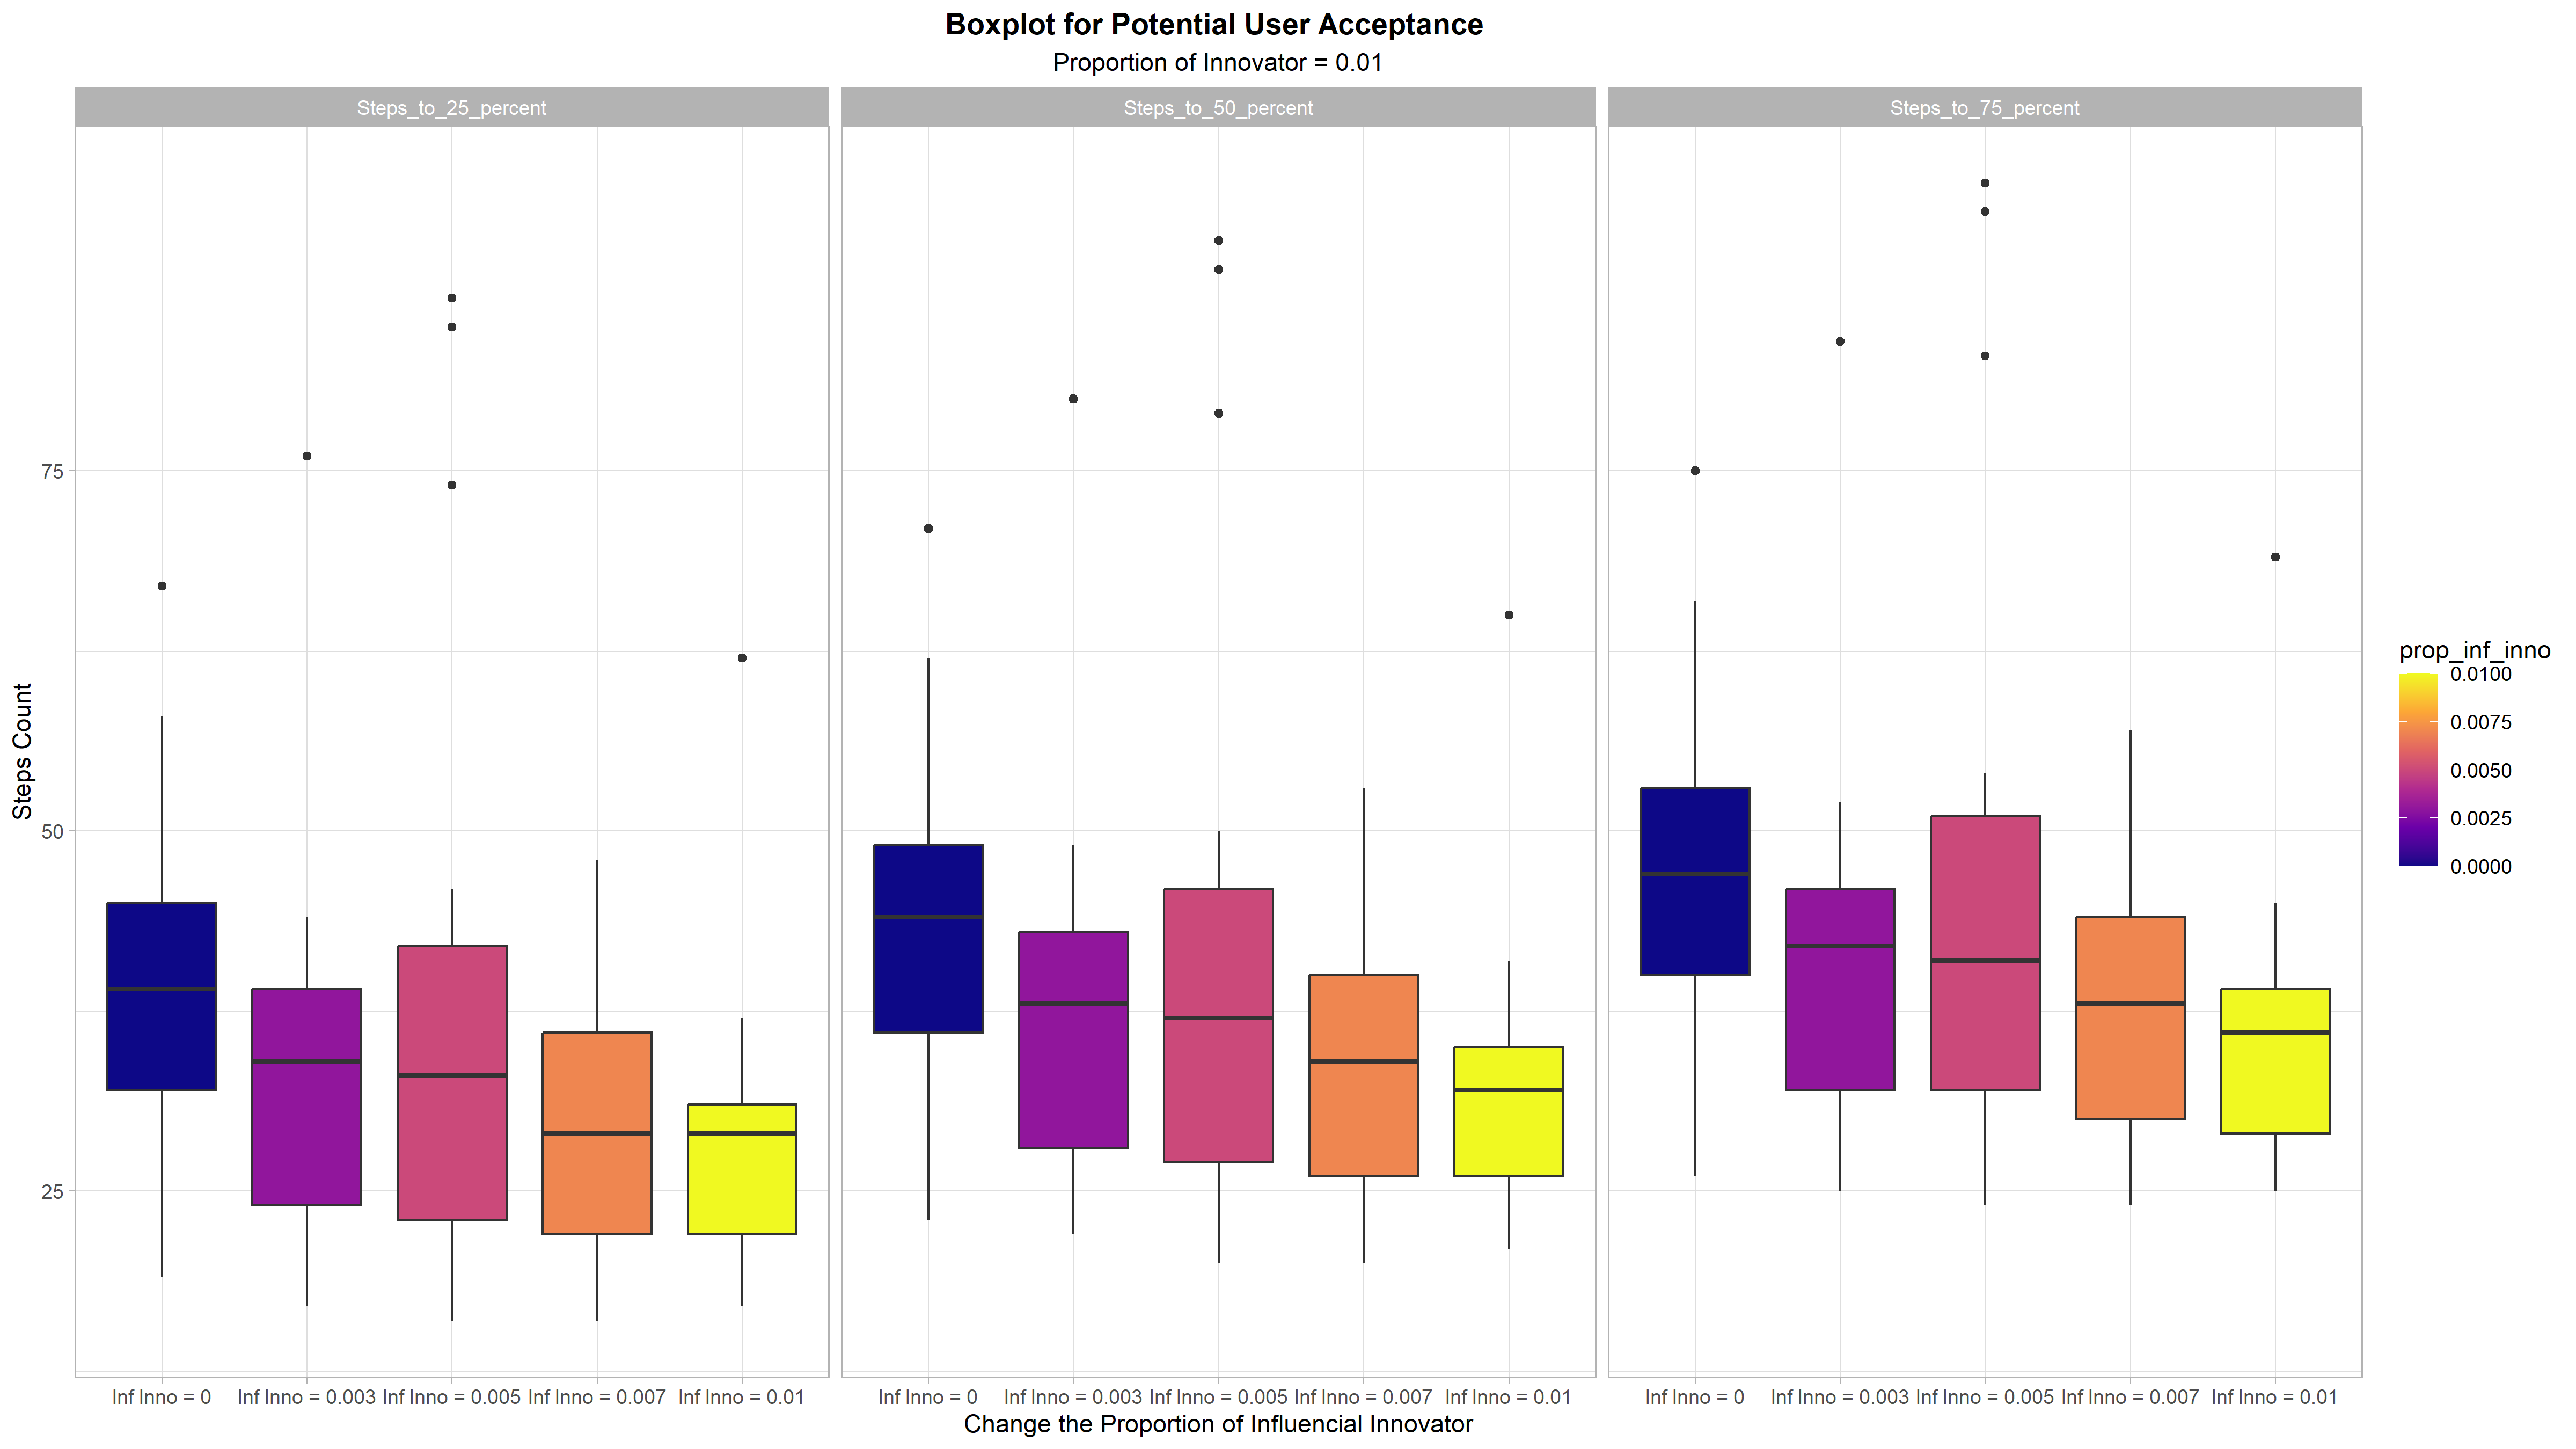 Boxplot for Potential User Acceptance
Proportion of Innovator = 0.01
Steps_to_25_percent
Steps_to_50_percent
Steps_to_75_percent
Steps Count
75
50
25
Inf Inno = 0
Inf Inno = 0.003
Inf Inno = 0.005
Inf Inno = 0.007
Inf Inno = 0.01
Inf Inno = 0
Inf Inno = 0.003
Inf Inno = 0.005
Inf Inno = 0.007
Inf Inno = 0.01
Inf Inno = 0
Inf Inno = 0.003
Inf Inno = 0.005
Inf Inno = 0.007
Inf Inno = 0.01
Change the Proportion of Influencial Innovator
prop_inf_inno
0.0100
0.0075
0.0050
0.0025
0.0000